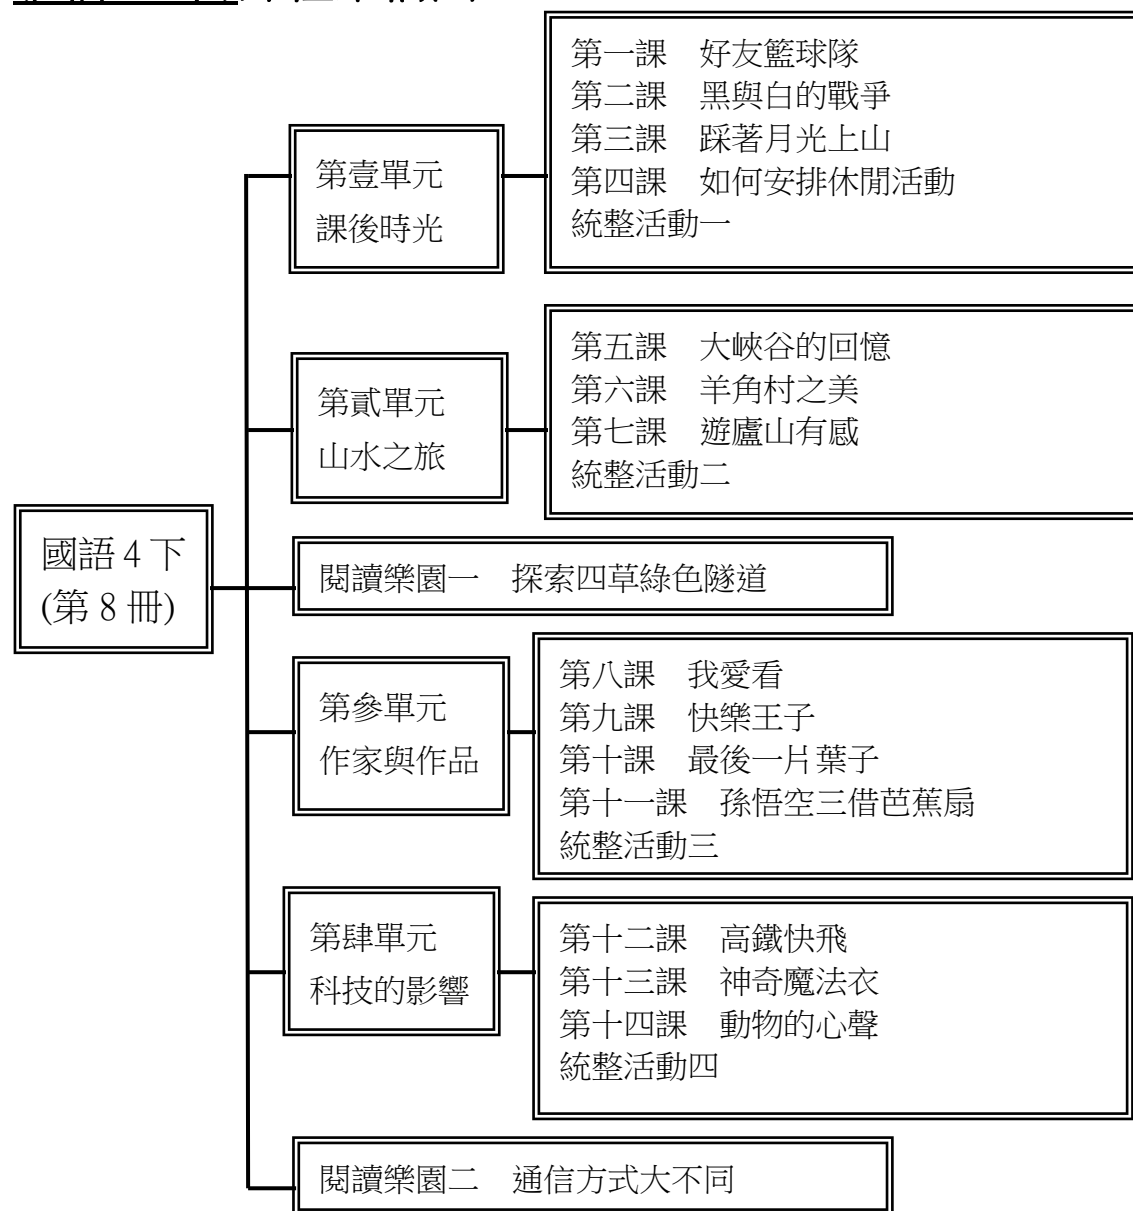 第一課　好友籃球隊
第二課　黑與白的戰爭
第三課　踩著月光上山
第四課　如何安排休閒活動
統整活動一
第壹單元
課後時光
第五課　大峽谷的回憶
第六課　羊角村之美
第七課　遊廬山有感
統整活動二
第貳單元
山水之旅
國語 4 下
(第 8 冊)
閱讀樂園一　探索四草綠色隧道
第八課　我愛看
第九課　快樂王子
第十課　最後一片葉子
第十一課　孫悟空三借芭蕉扇
統整活動三
第參單元
作家與作品
第十二課　高鐵快飛
第十三課　神奇魔法衣
第十四課　動物的心聲
統整活動四
第肆單元
科技的影響
閱讀樂園二　通信方式大不同